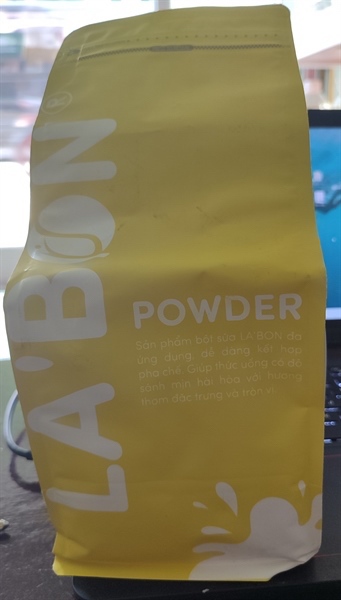 LA'BON
®
POWDER
Sản phẩm bột sữa LA'BON đa
ứng dụng, dễ dàng kết hợp
pha chế. Giúp thức uống có độ
sánh mịn hài hòa với hương
thơm đặc trưng và tròn vị.